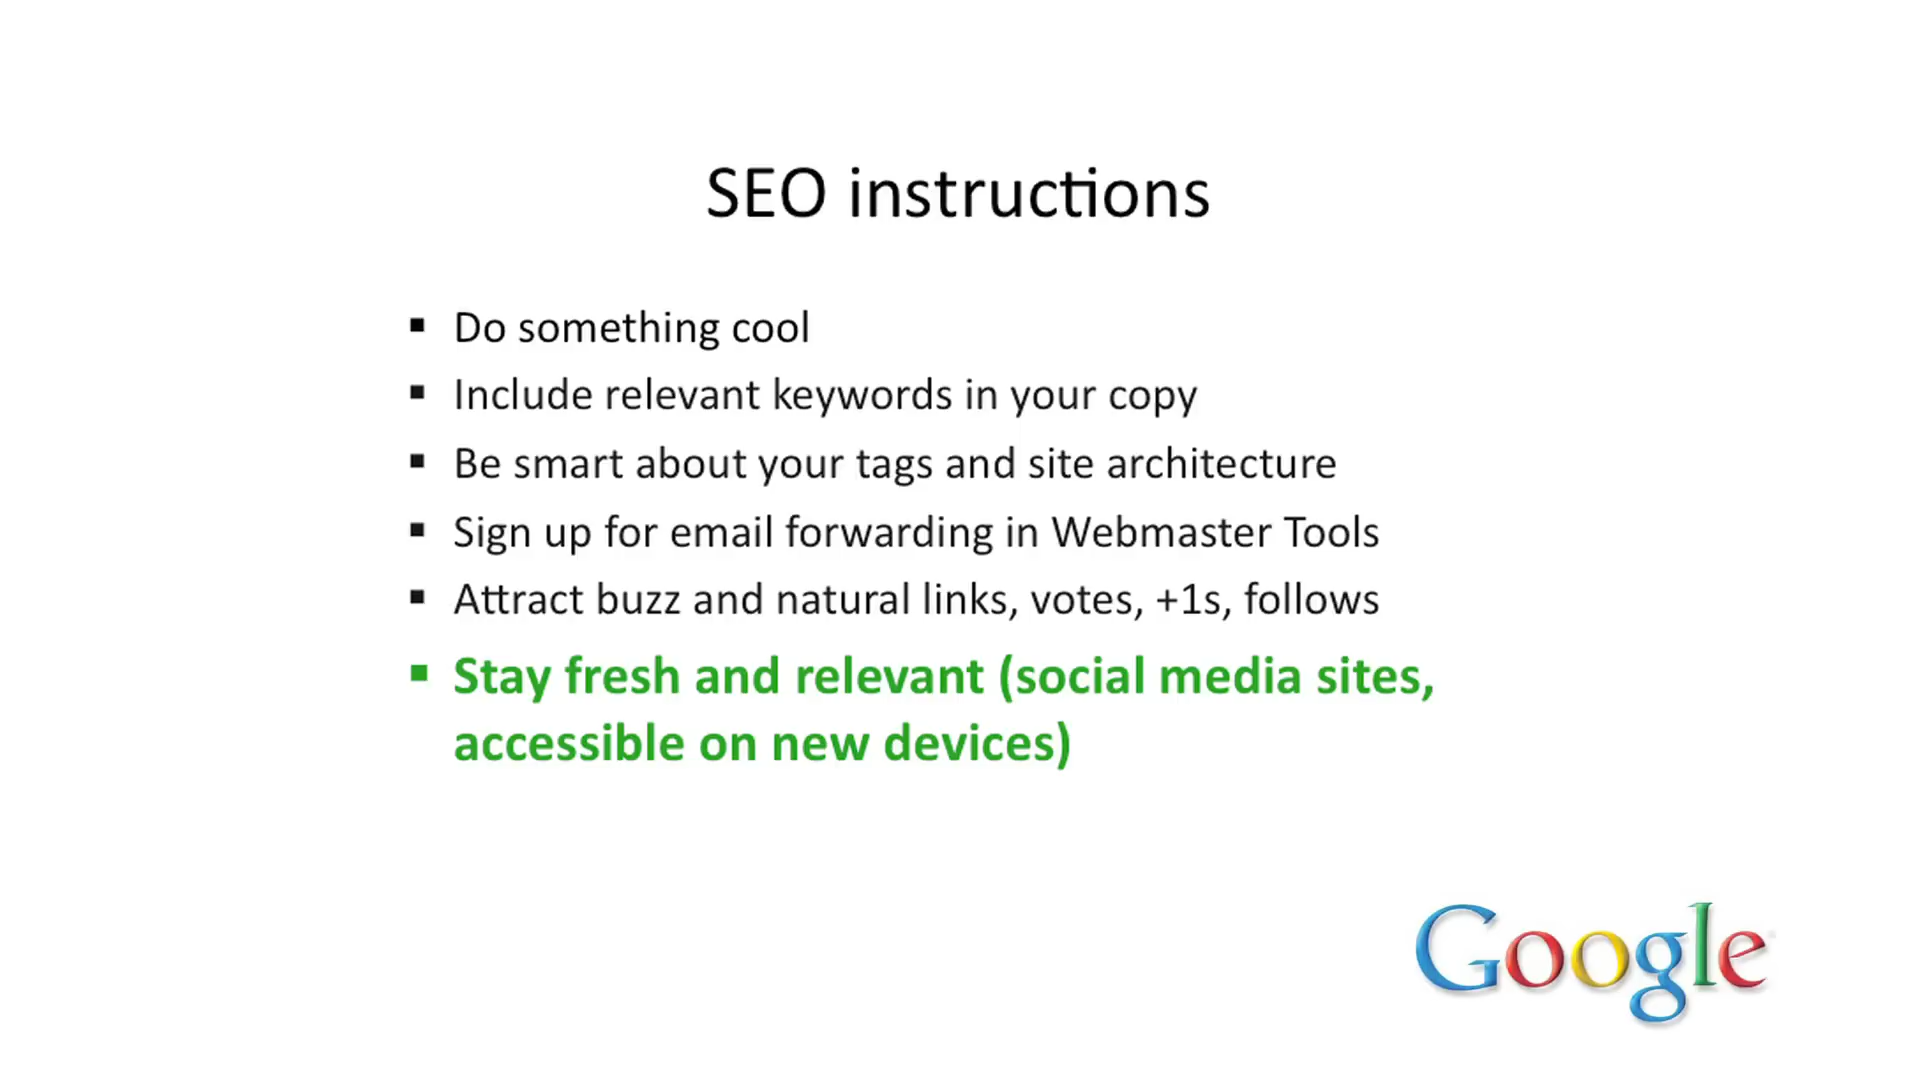 SEO instructions
▪ Do something cool
▪ Include relevant keywords in your copy
▪ Be smart about your tags and site architecture
▪ Sign up for email forwarding in Webmaster Tools
▪ Attract buzz and natural links, votes, +1s, follows
▪ Stay fresh and relevant (social media sites,
accessible on new devices)
Google